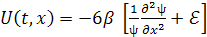 U(t, x) = −6β [1/ψ ∂²ψ/∂x² + ℰ]